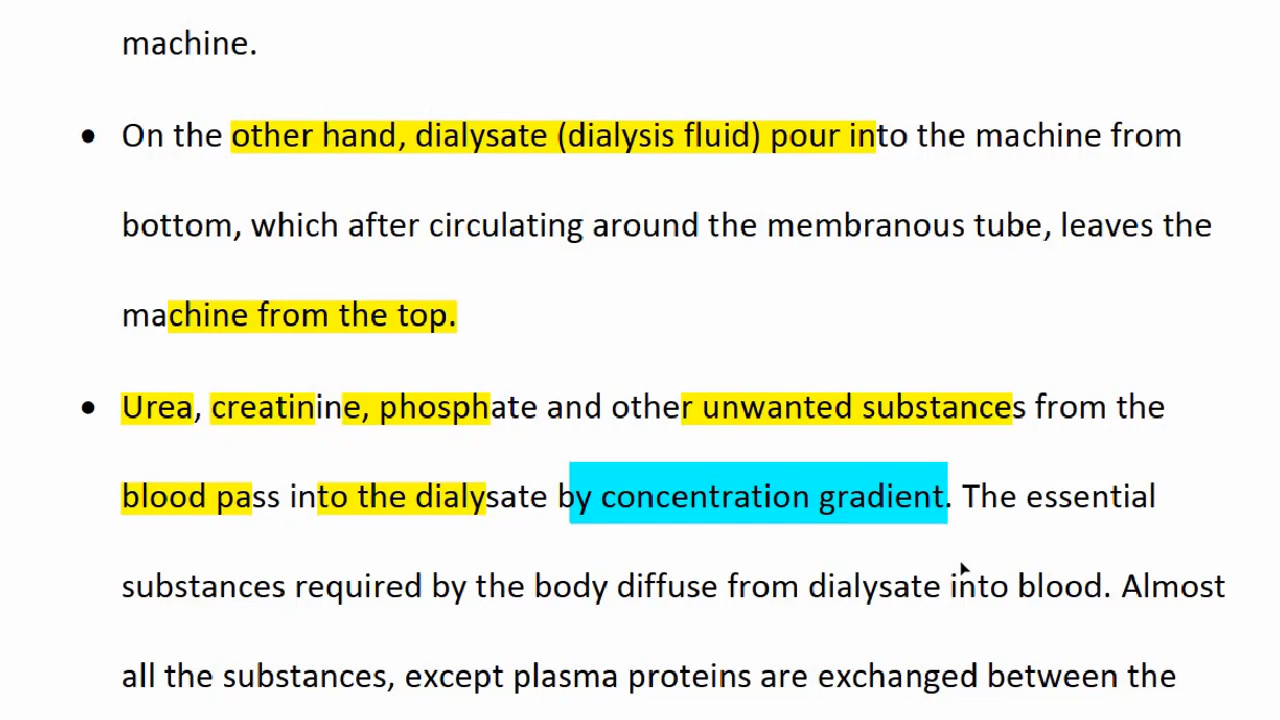 machine.
• On the other hand, dialysate (dialysis fluid) pour into the machine from
bottom, which after circulating around the membranous tube, leaves the
machine from the top.
• Urea, creatinine, phosphate and other unwanted substances from the
blood pass into the dialysate by concentration gradient. The essential
substances required by the body diffuse from dialysate into blood. Almost
all the substances, except plasma proteins are exchanged between the